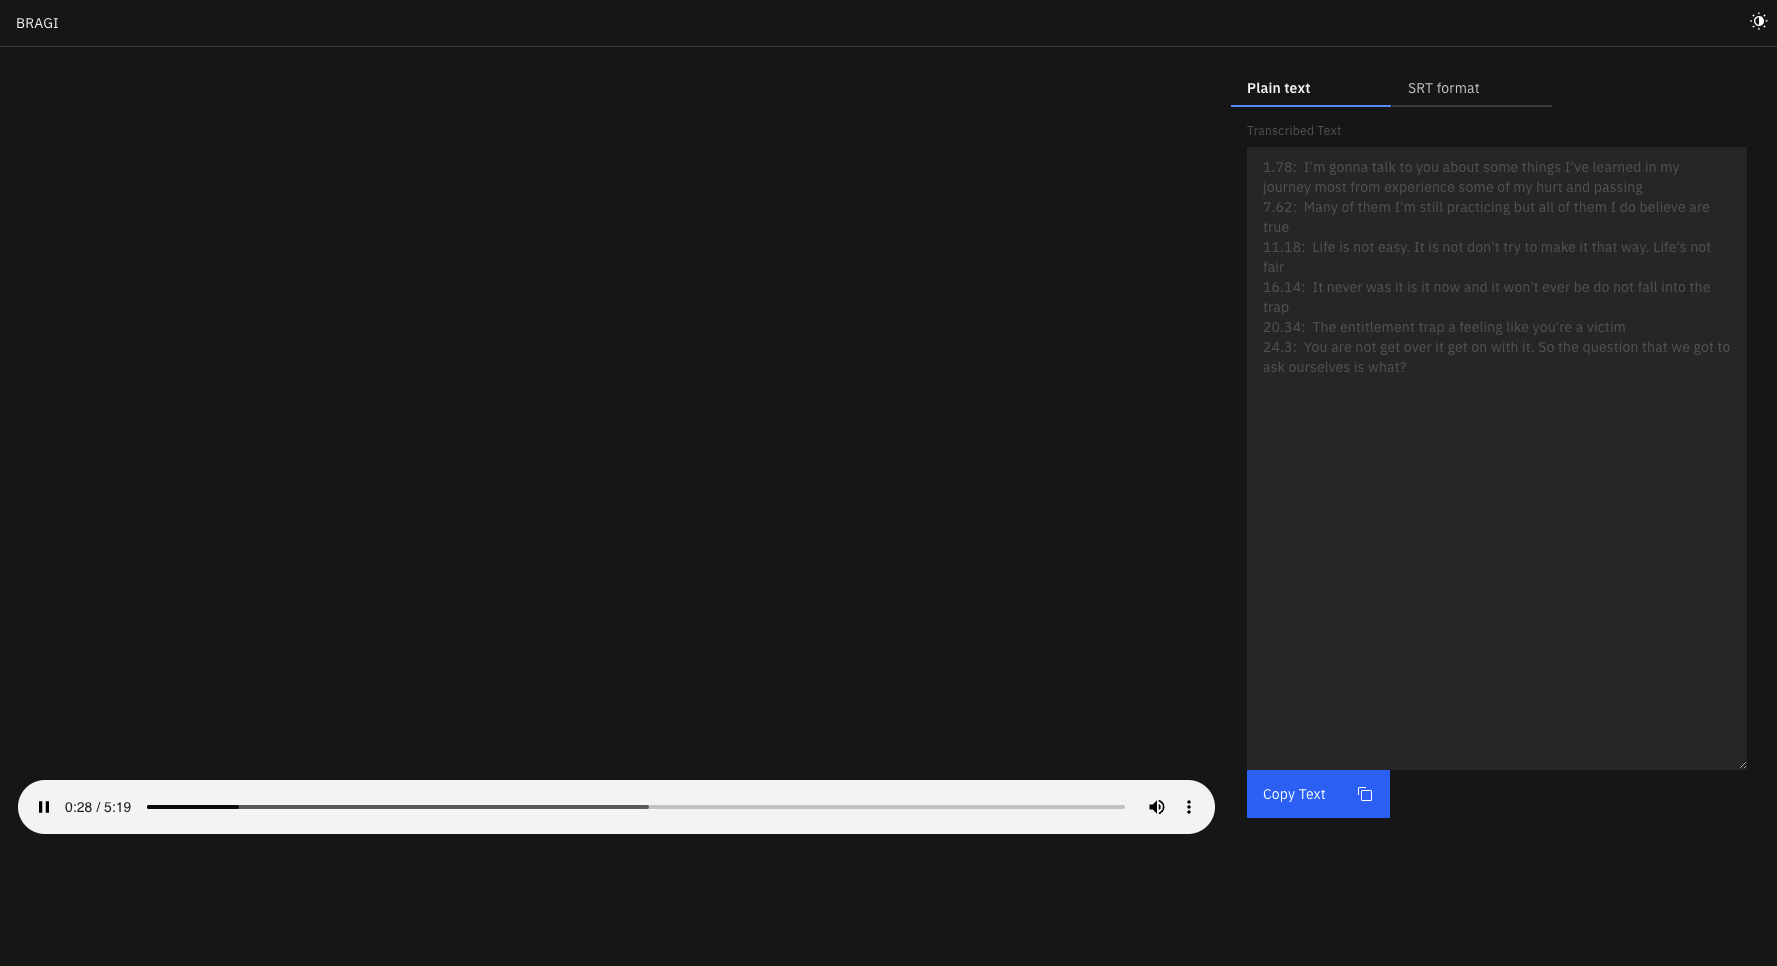 BRAGI
Plain text
SRT format
Transcribed Text
1.78:  I'm gonna talk to you about some things I've learned in my
journey most from experience some of my hurt and passing
7.62:  Many of them I'm still practicing but all of them I do believe are
true
11.18:  Life is not easy. It is not don't try to make it that way. Life's not
fair
16.14:  It never was it is it now and it won't ever be do not fall into the
trap
20.34:  The entitlement trap a feeling like you're a victim
24.3:  You are not get over it get on with it. So the question that we got to
ask ourselves is what?
0:28 / 5:19
Copy Text